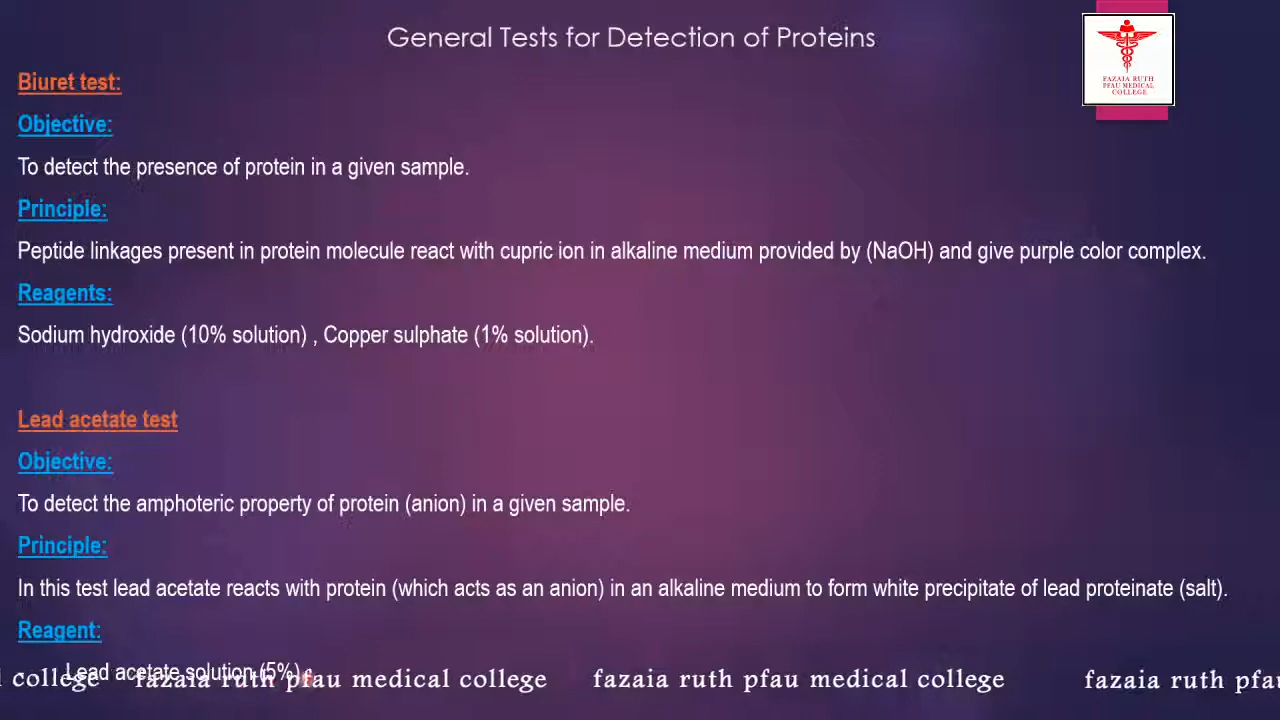 General Tests for Detection of Proteins
FAZAIA RUTH
PFAU MEDICAL
COLLEGE
Biuret test:
Objective:
To detect the presence of protein in a given sample.
Principle:
Peptide linkages present in protein molecule react with cupric ion in alkaline medium provided by (NaOH) and give purple color complex.
Reagents:
Sodium hydroxide (10% solution) , Copper sulphate (1% solution).
Lead acetate test
Objective:
To detect the amphoteric property of protein (anion) in a given sample.
Principle:
In this test lead acetate reacts with protein (which acts as an anion) in an alkaline medium to form white precipitate of lead proteinate (salt).
Reagent:
Lead acetate solution (5%)
l college fazaia ruth pfau medical college fazaia ruth pfau medical college fazaia ruth pfau